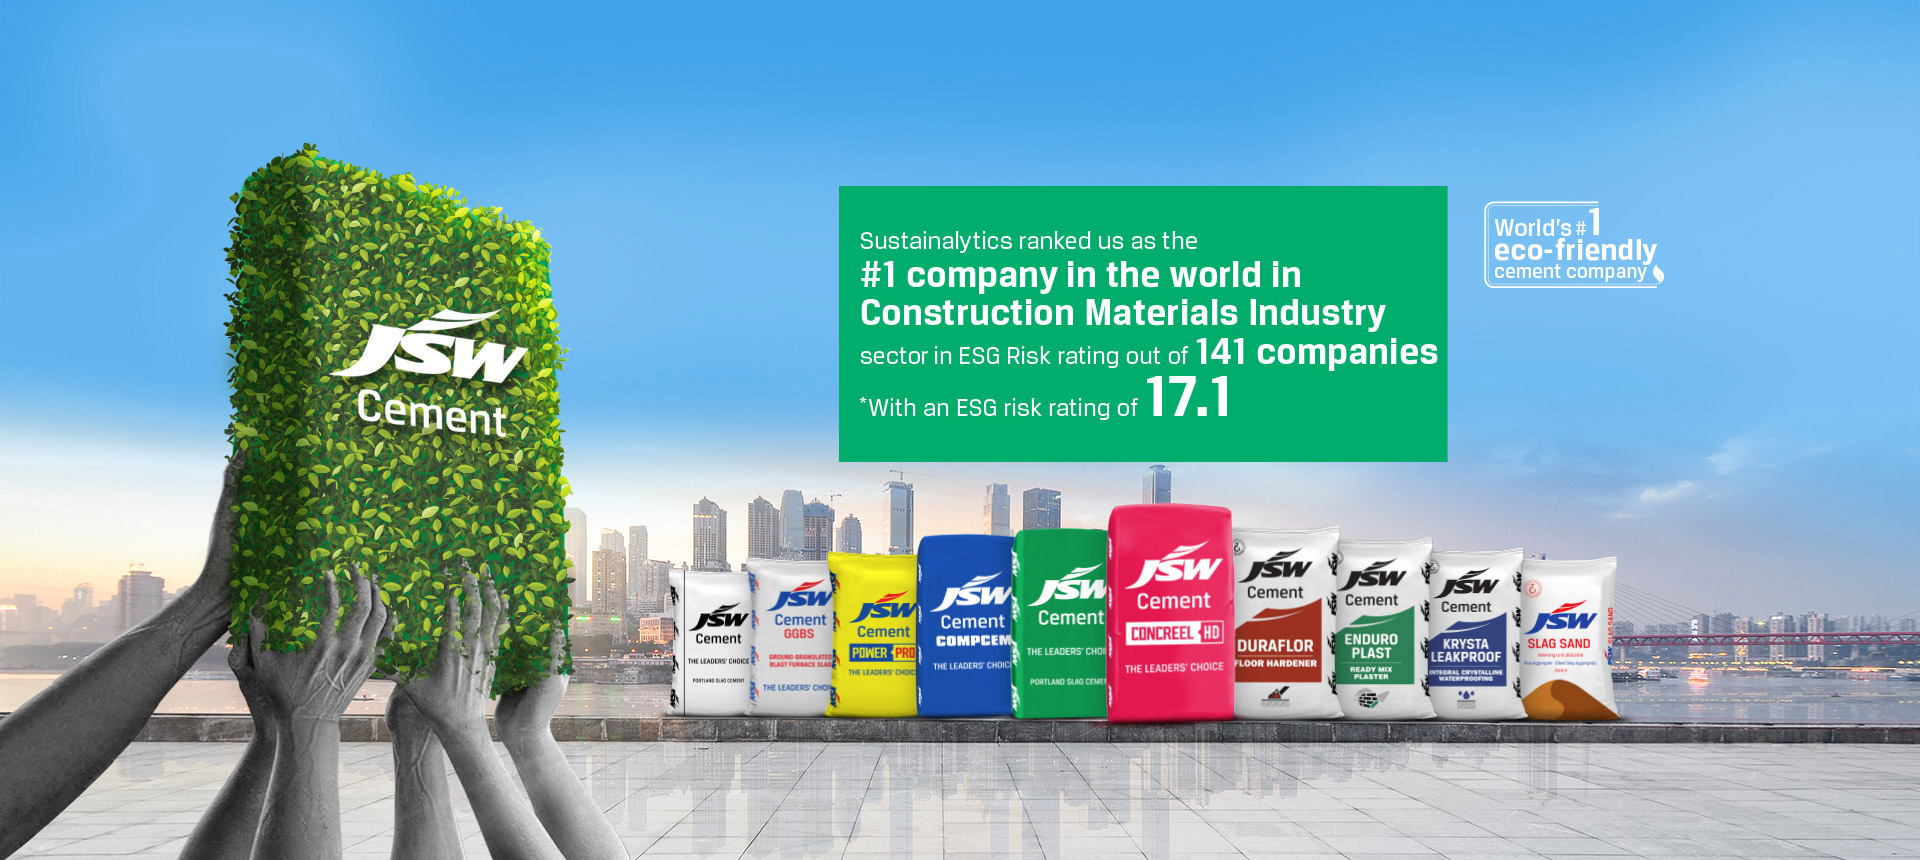 JSW
Cement
Sustainalytics ranked us as the
#1 company in the world in
Construction Materials Industry
sector in ESG Risk rating out of 141 companies
*With an ESG risk rating of 17.1
World's #1
eco-friendly
cement company
JSW
Cement
THE LEADERS' CHOICE
PORTLAND SLAG CEMENT
JSW
Cement
GGBS
GROUND GRANULATED
BLAST FURNACE SLAG
THE LEADERS' CHOI
JSW
Cement
POWER PRO
THE LEADERS' CHOIC
JSW
Cement
COMPCEM
THE LEADERS' CHOIC
JSW
Cement
THE LEADERS' CHOI
PORTLAND SLAG CEME
JSW
Cement
CONCREEL HD
THE LEADERS' CHOICE
JSW
Cement
DURAFLOR
FLOOR HARDENER
JSW
Cement
ENDURO
PLAST
READY MIX
PLASTER
JSW
Cement
KRYSTA
LEAKPROOF
INTEGRAL CRYSTALLINE
WATERPROOFING
JSW
SLAG SAND